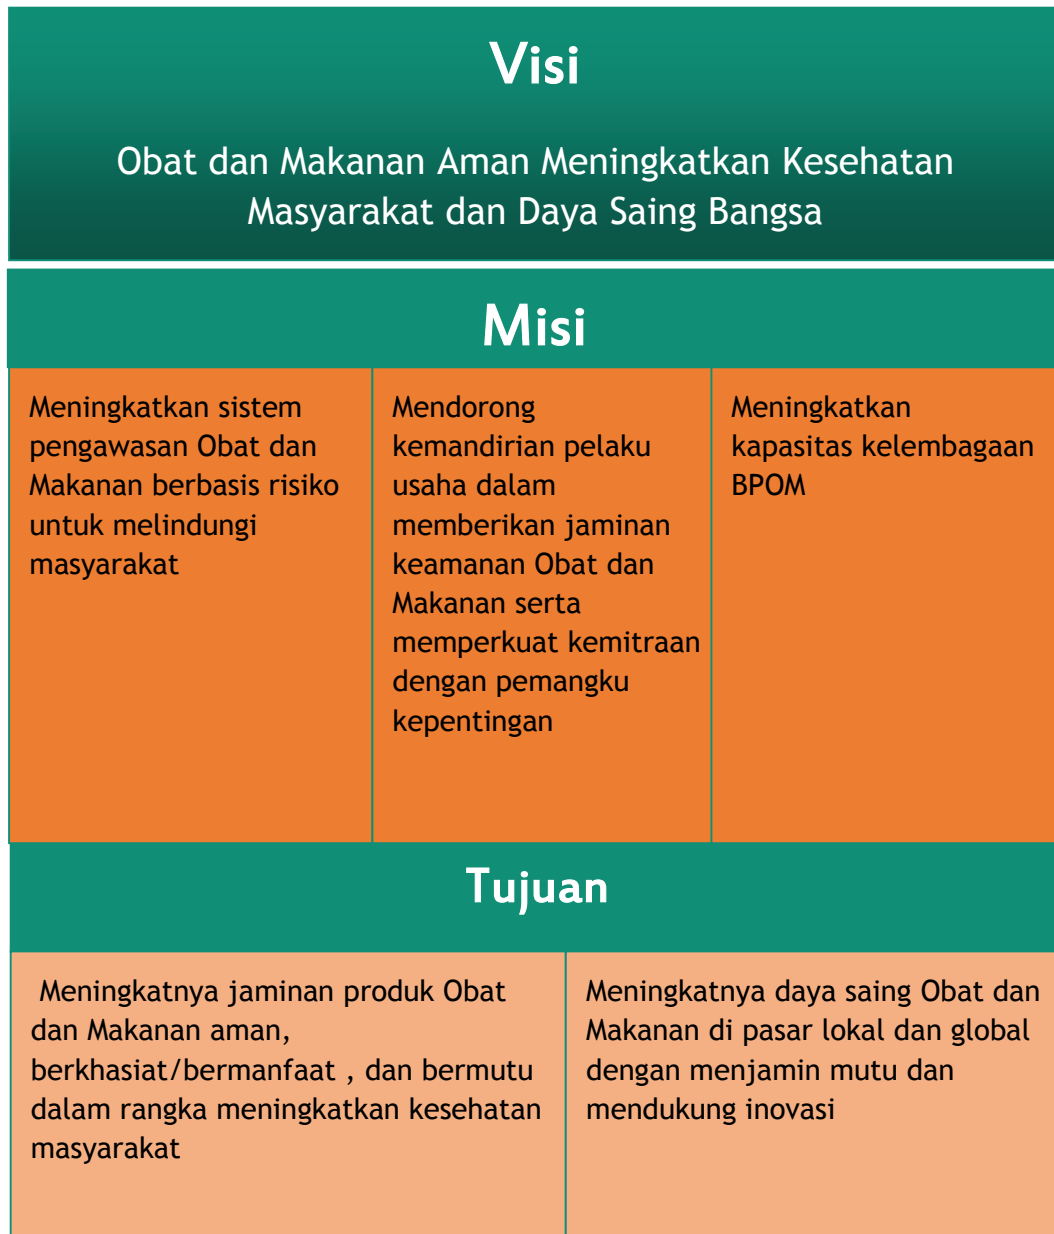 Visi
Obat dan Makanan Aman Meningkatkan Kesehatan
Masyarakat dan Daya Saing Bangsa
Misi
Meningkatkan sistem
pengawasan Obat dan
Makanan berbasis risiko
untuk melindungi
masyarakat
Mendorong
kemandirian pelaku
usaha dalam
memberikan jaminan
keamanan Obat dan
Makanan serta
memperkuat kemitraan
dengan pemangku
kepentingan
Meningkatkan
kapasitas kelembagaan
BPOM
Tujuan
Meningkatnya jaminan produk Obat
dan Makanan aman,
berkhasiat/bermanfaat , dan bermutu
dalam rangka meningkatkan kesehatan
masyarakat
Meningkatnya daya saing Obat dan
Makanan di pasar lokal dan global
dengan menjamin mutu dan
mendukung inovasi